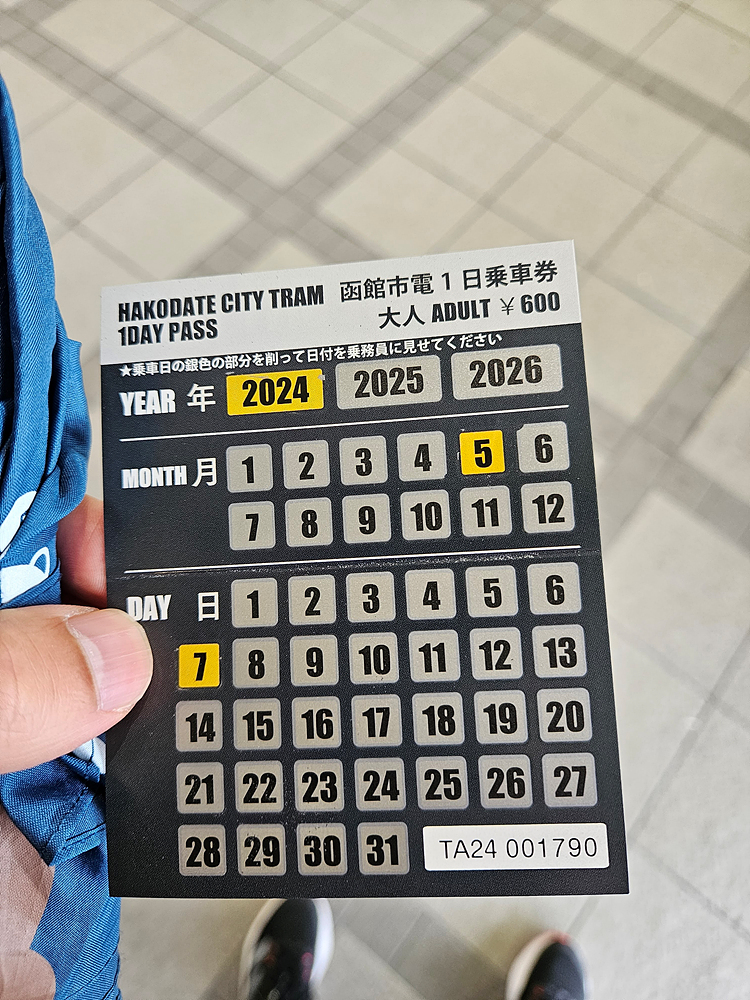 HAKODATE CITY TRAM 函館市電1日乗車券
1DAY PASS 大人 ADULT ￥600
★乗車日の銀色の部分を削って日付を乗務員に見せてください
YEAR 年 2024 2025 2026
MONTH 月 1 2 3 4 5 6
7 8 9 10 11 12
DAY 日 1 2 3 4 5 6
7 8 9 10 11 12 13
14 15 16 17 18 19 20
21 22 23 24 25 26 27
28 29 30 31 TA24 001790